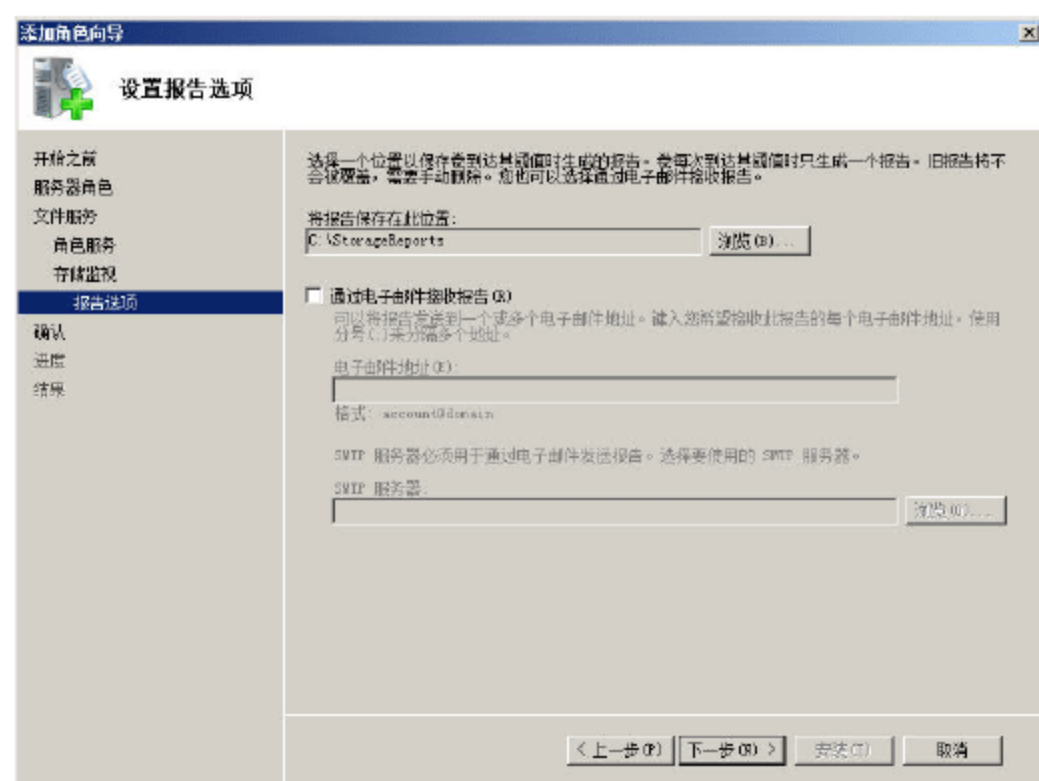 添加角色向导
设置报告选项
开始之前
服务器角色
文件服务
角色服务
存储监视
报告选项
确认
进度
结果
选择一个位置以保存卷到达其阈值时生成的报告。卷每次到达其阈值时只生成一个报告。旧报告将不
会被覆盖，需要手动删除。您也可以选择通过电子邮件接收报告。
将报告保存在此位置:
C:\StorageReports
浏览(B)...
通过电子邮件接收报告(R)
可以将报告发送到一个或多个电子邮件地址。键入您希望接收此报告的每个电子邮件地址。使用
分号(;)来分隔多个地址。
电子邮件地址(E):
格式: account@domain
SMTP 服务器必须用于通过电子邮件发送报告。选择要使用的 SMTP 服务器。
SMTP 服务器:
浏览(O)...
< 上一步(P)
下一步(N) >
安装(I)
取消